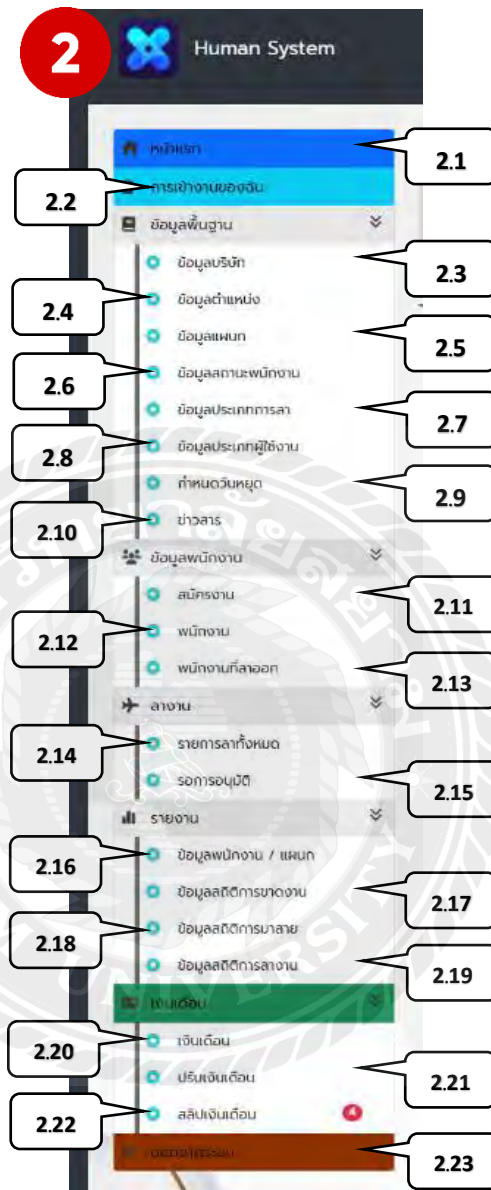 2
Human System
หน้าแรก
2.1
การเข้างานของฉัน
2.2
ข้อมูลพื้นฐาน
ข้อมูลบริษัท
2.3
ข้อมูลตำแหน่ง
2.4
ข้อมูลแผนก
2.5
ข้อมูลสถานะพนักงาน
2.6
ข้อมูลประเภทการลา
2.7
ข้อมูลประเภทผู้ใช้งาน
2.8
กำหนดวันหยุด
2.9
ข่าวสาร
2.10
ข้อมูลพนักงาน
สมัครงาน
2.11
พนักงาน
2.12
พนักงานที่ลาออก
2.13
ลางาน
รายการลาทั้งหมด
2.14
รอการอนุมัติ
2.15
รายงาน
ข้อมูลพนักงาน / แผนก
2.16
ข้อมูลสถิติการขาดงาน
2.17
ข้อมูลสถิติการมาสาย
2.18
ข้อมูลสถิติการลางาน
2.19
เงินเดือน
เงินเดือน
2.20
ปรับเงินเดือน
2.21
สลิปเงินเดือน
4
2.22
ออกจากระบบ
2.23
UNIVERSITY